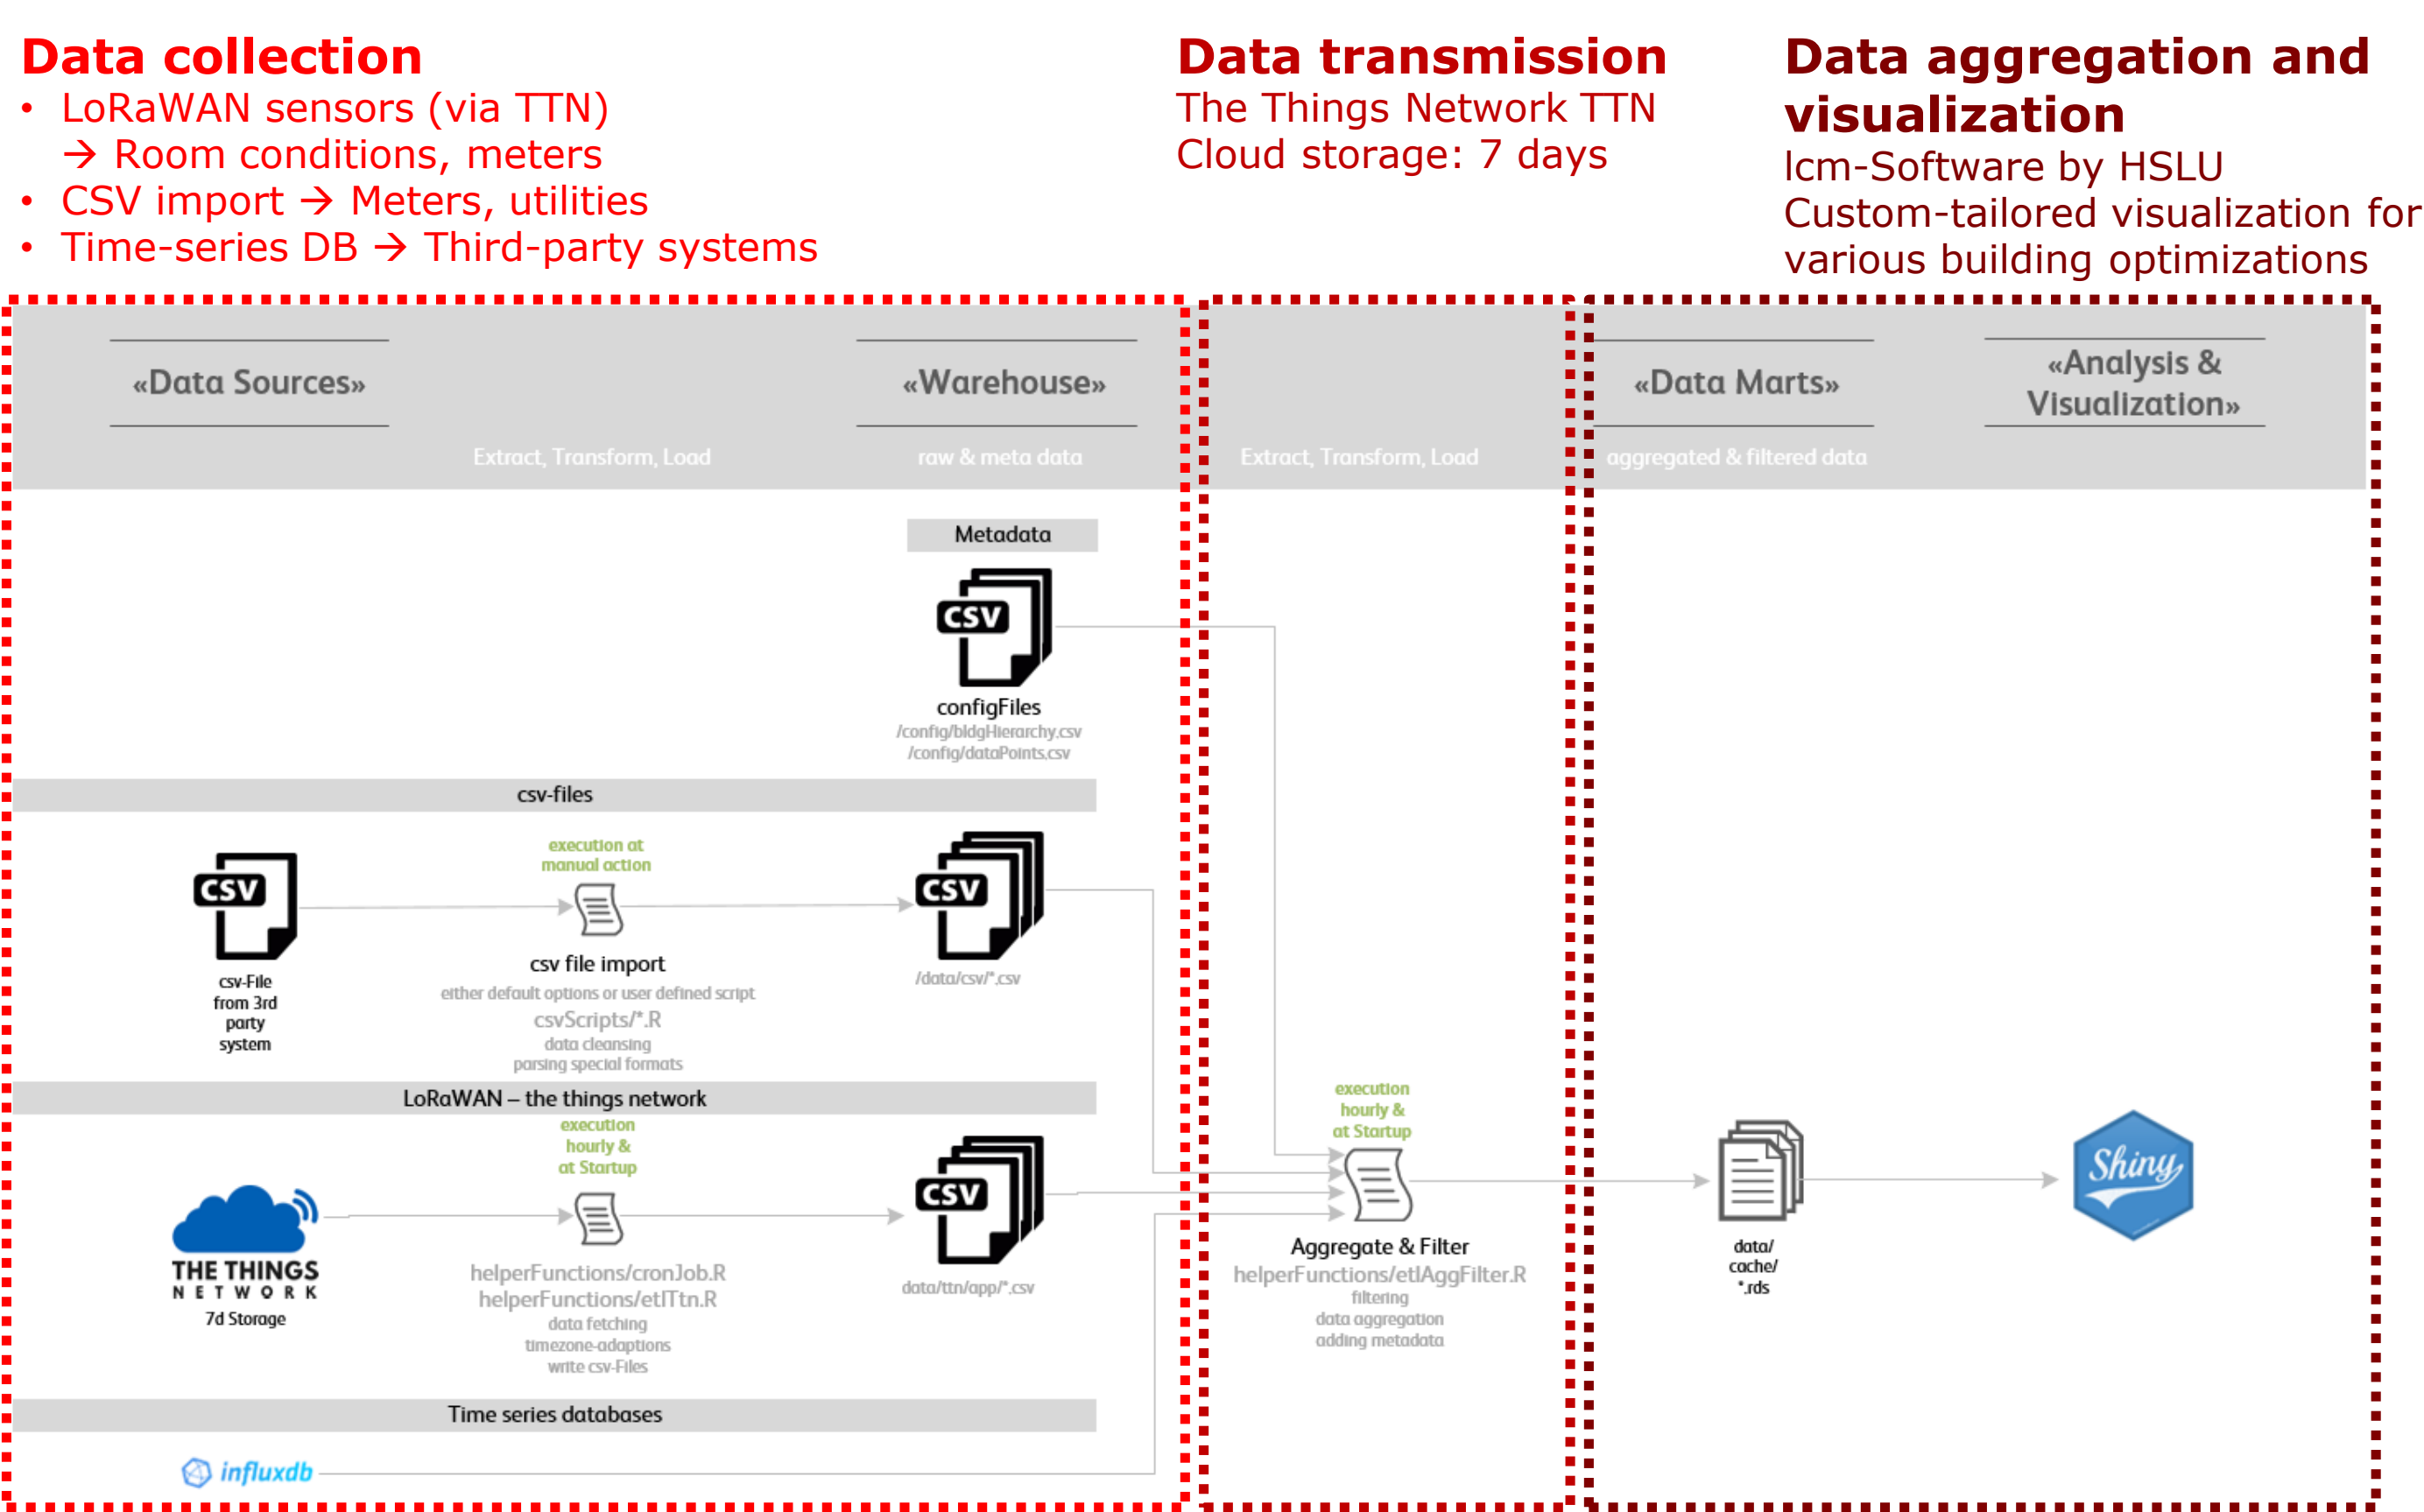 Data collection
• LoRaWAN sensors (via TTN)
→ Room conditions, meters
• CSV import → Meters, utilities
• Time-series DB → Third-party systems
Data transmission
The Things Network TTN
Cloud storage: 7 days
Data aggregation and
visualization
lcm-Software by HSLU
Custom-tailored visualization for
various building optimizations
«Data Sources»
«Warehouse»
«Data Marts»
«Analysis &
Visualization»
Extract, Transform, Load
raw & meta data
Extract, Transform, Load
aggregated & filtered data
Metadata
CSV
configFiles
/config/bldgHierarchy.csv
/config/dataPoints.csv
csv-files
CSV
csv-File
from 3rd
party
system
execution at
manual action
csv file import
either default options or user defined script
csvScripts/*.R
data cleansing
parsing special formats
CSV
/data/csv/*.csv
LoRaWAN – the things network
THE THINGS
NETWORK
7d Storage
execution
hourly &
at Startup
helperFunctions/cronJob.R
helperFunctions/etlTtn.R
data fetching
timezone-adaptions
write csv-Files
CSV
data/ttn/app/*.csv
execution
hourly &
at Startup
Aggregate & Filter
helperFunctions/etlAggFilter.R
filtering
data aggregation
adding metadata
data/
cache/
*.rds
Shiny
Time series databases
influxdb